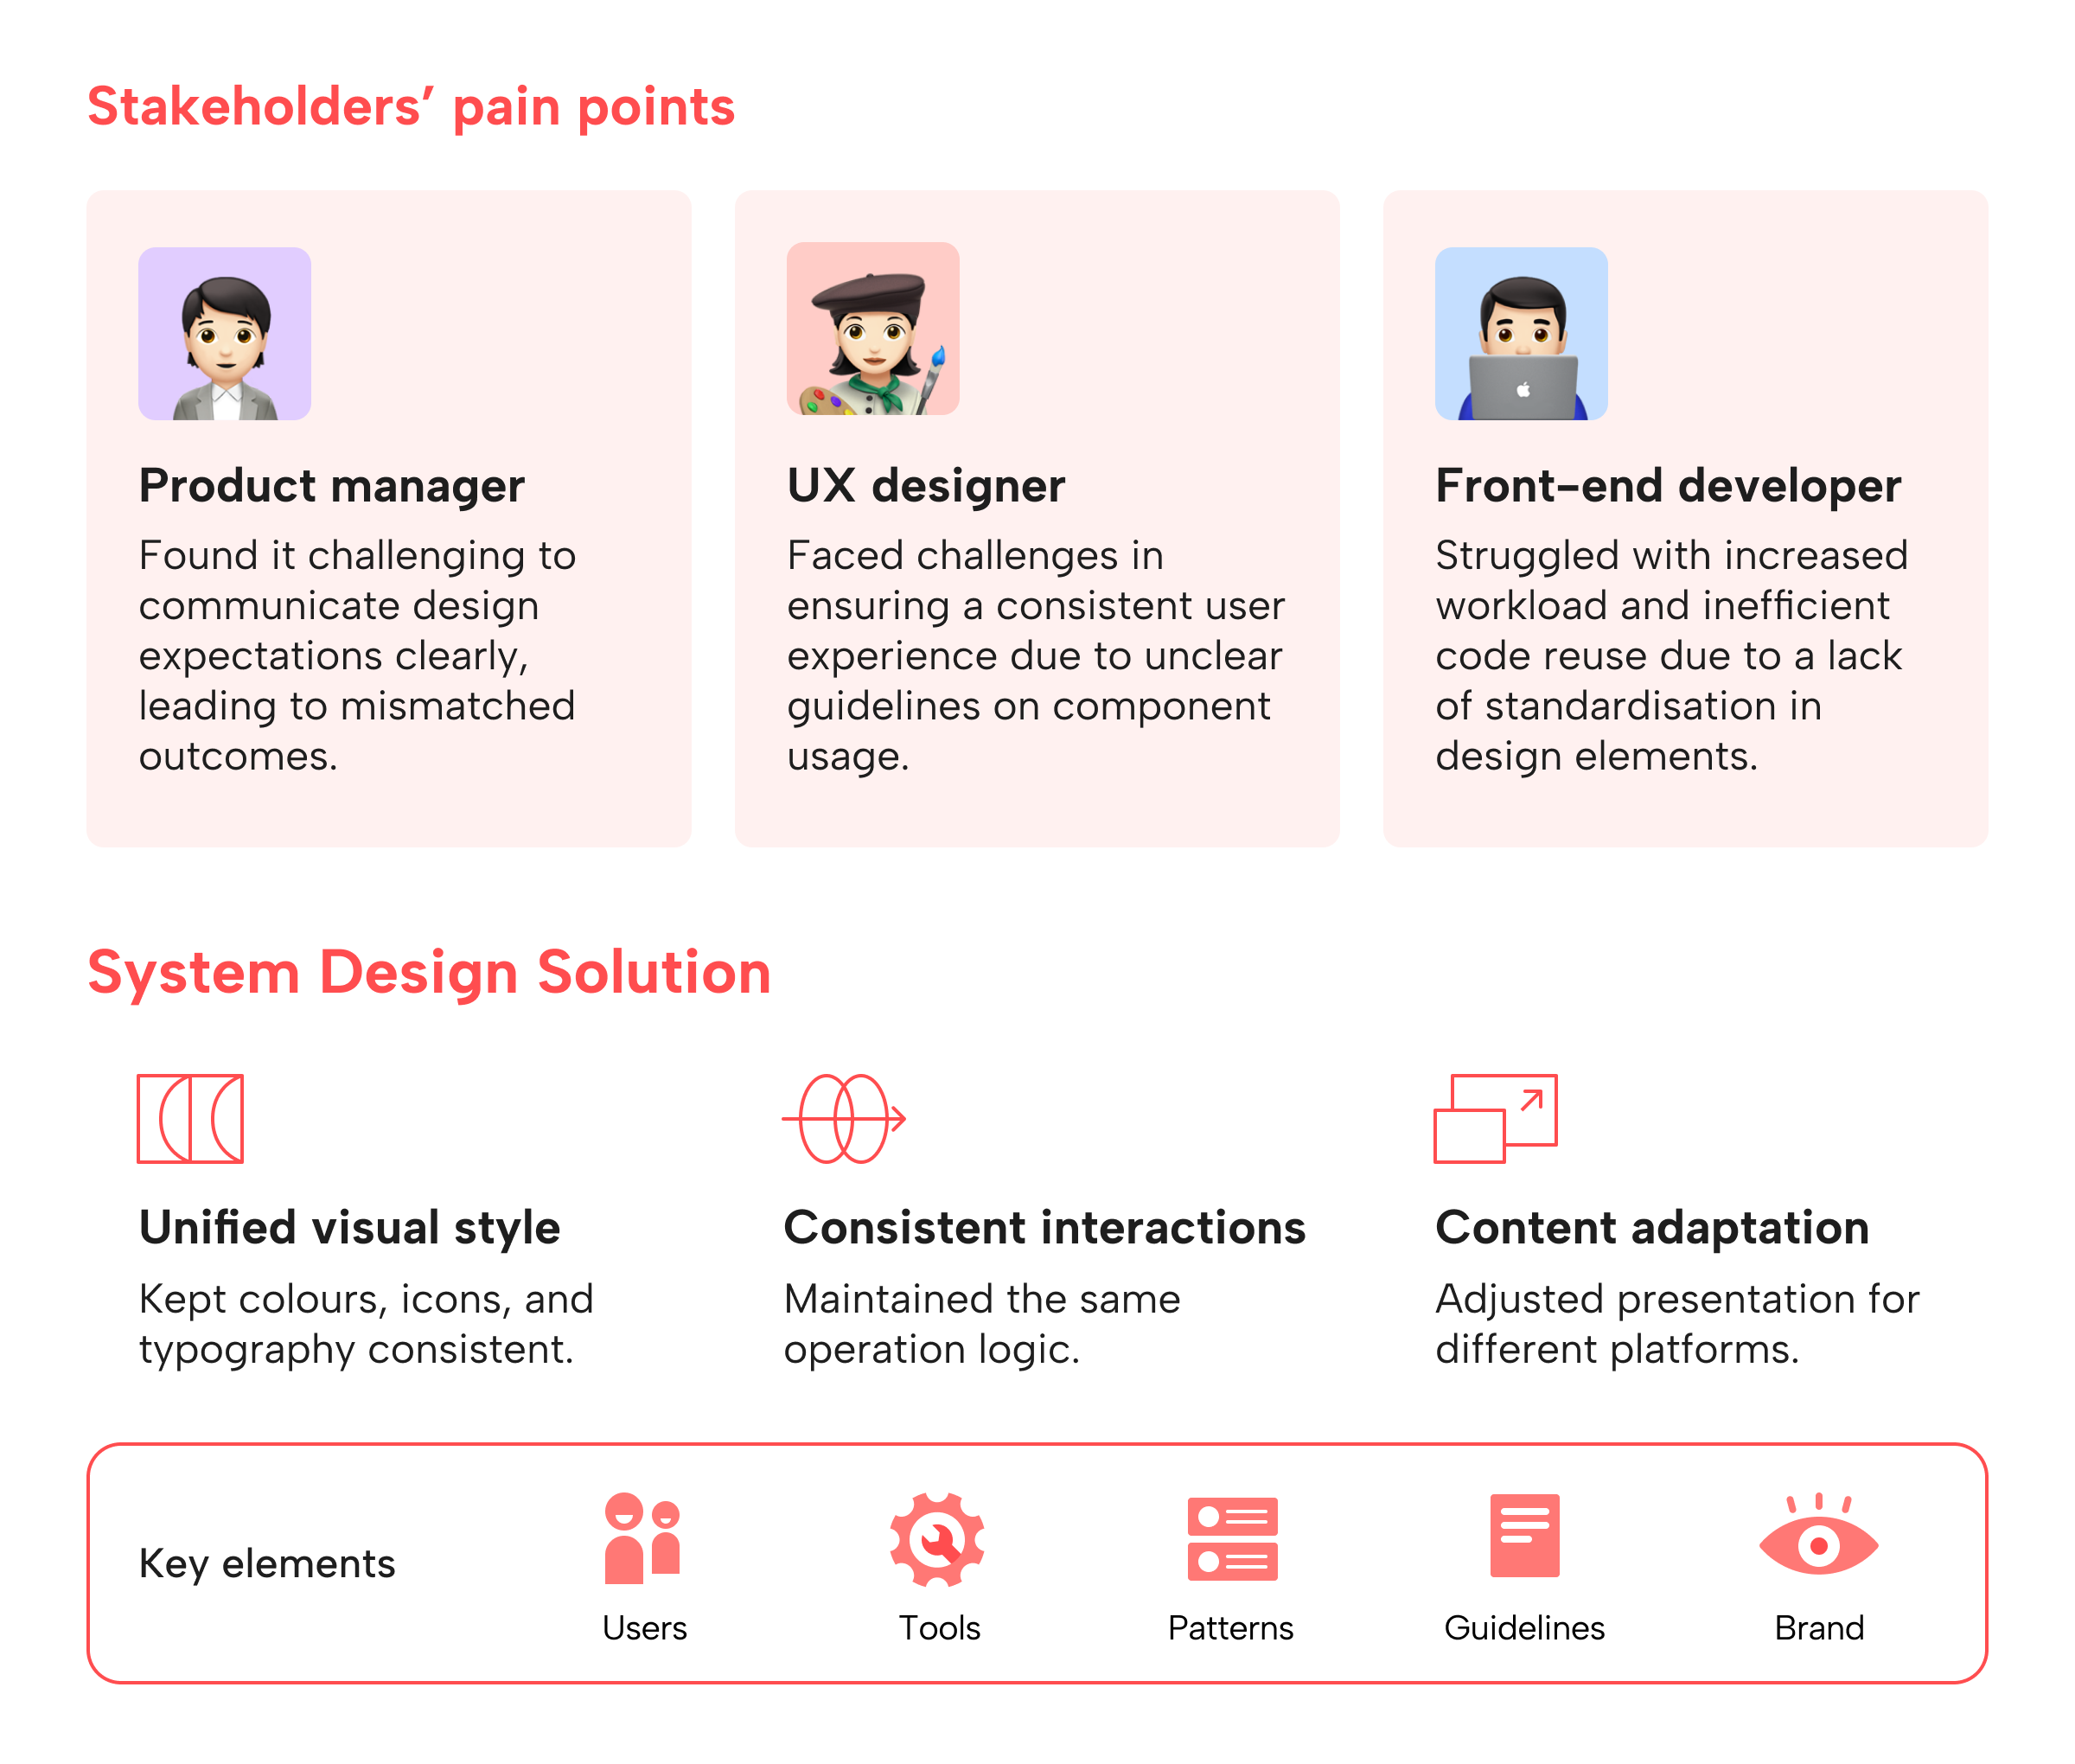 Stakeholders’ pain points
Product manager
Found it challenging to
communicate design
expectations clearly,
leading to mismatched
outcomes.
UX designer
Faced challenges in
ensuring a consistent user
experience due to unclear
guidelines on component
usage.
Front-end developer
Struggled with increased
workload and inefficient
code reuse due to a lack
of standardisation in
design elements.
System Design Solution
Unified visual style
Kept colours, icons, and
typography consistent.
Consistent interactions
Maintained the same
operation logic.
Content adaptation
Adjusted presentation for
different platforms.
Key elements
Users
Tools
Patterns
Guidelines
Brand